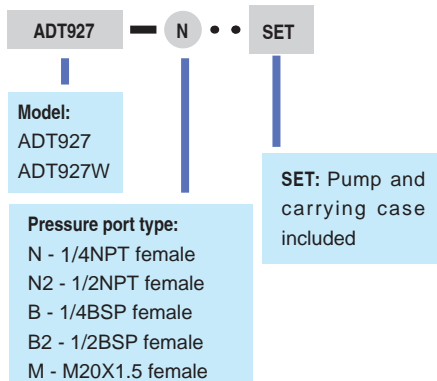 ADT927 — N • • SET
Model:
ADT927
ADT927W
SET: Pump and
carrying case
included
Pressure port type:
N - 1/4NPT female
N2 - 1/2NPT female
B - 1/4BSP female
B2 - 1/2BSP female
M - M20X1.5 female